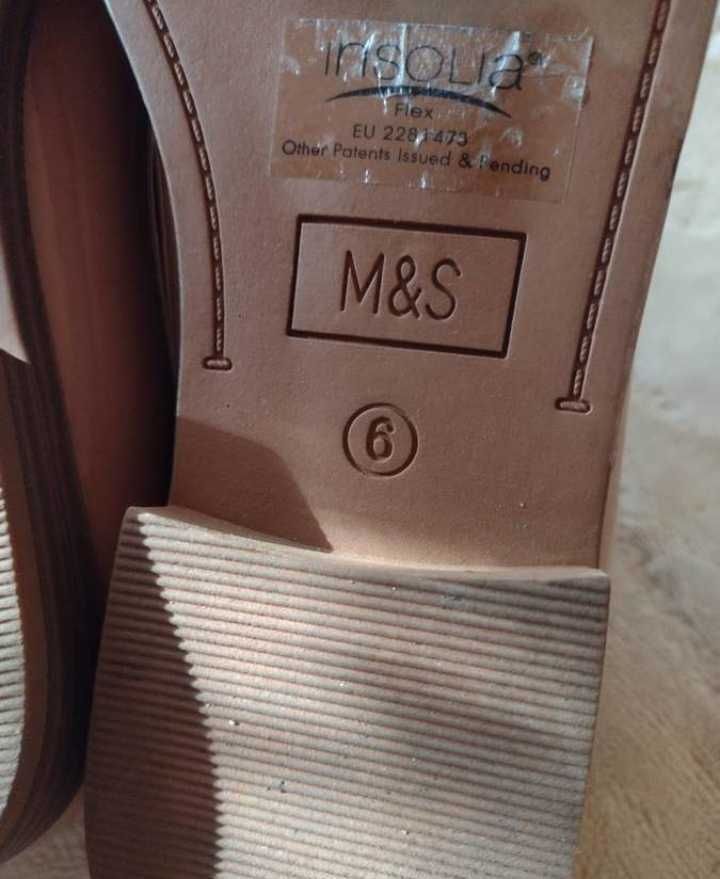 insolia®
Flex
EU 2281473
Other Patents Issued & Pending
M&S
6